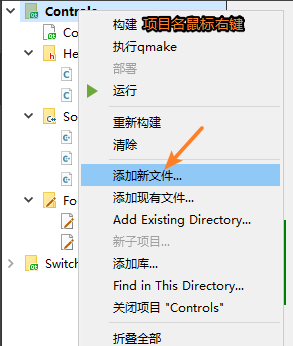 Controls
构建 项目名鼠标右键
Co
执行qmake
He
部署
运行
So
重新构建
清除
添加新文件...
Fo
添加现有文件...
Add Existing Directory...
新子项目...
Switch
添加库...
Find in This Directory...
关闭项目 "Controls"
折叠全部